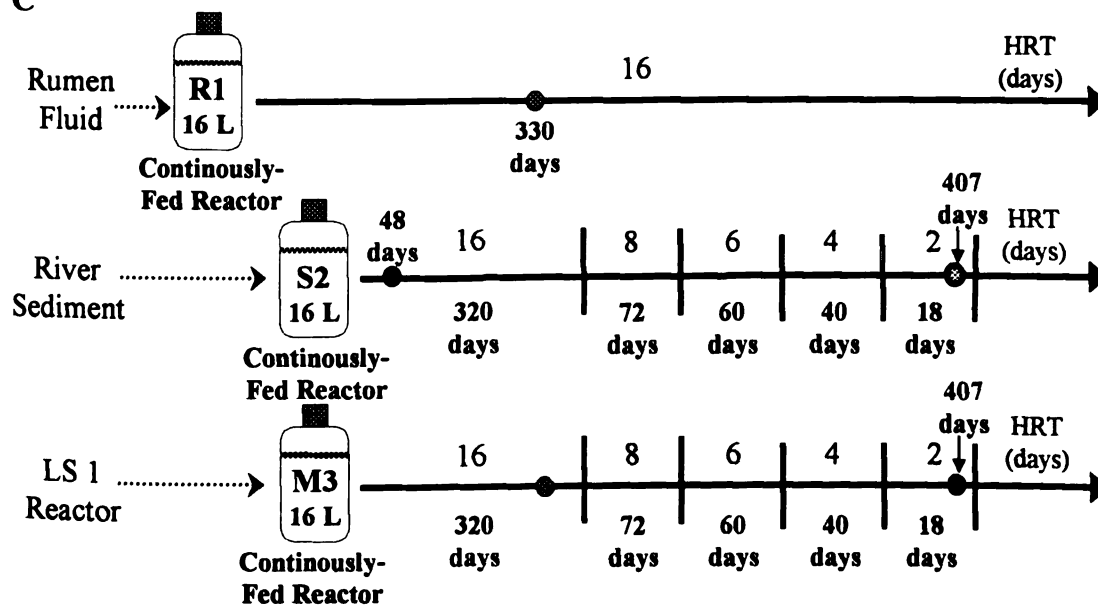 C
Rumen
Fluid
R1
16 L
Continously-
Fed Reactor
16
330
days
HRT
(days)
River
Sediment
S2
16 L
Continously-
Fed Reactor
48
days
16
320
days
8
72
days
6
60
days
4
40
days
2
18
days
407
days
HRT
(days)
LS 1
Reactor
M3
16 L
Continously-
Fed Reactor
16
320
days
8
72
days
6
60
days
4
40
days
2
18
days
407
days
HRT
(days)